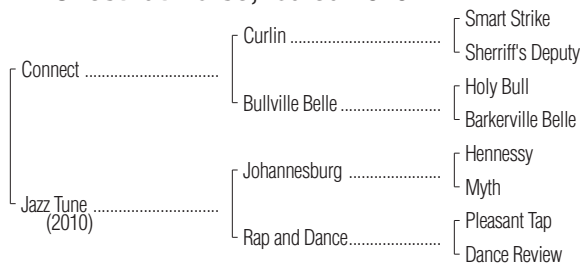 Smart Strike
Curlin
Sherriff's Deputy
Connect
Holy Bull
Bullville Belle
Barkerville Belle
Hennessy
Johannesburg
Myth
Jazz Tune
(2010)
Pleasant Tap
Rap and Dance
Dance Review